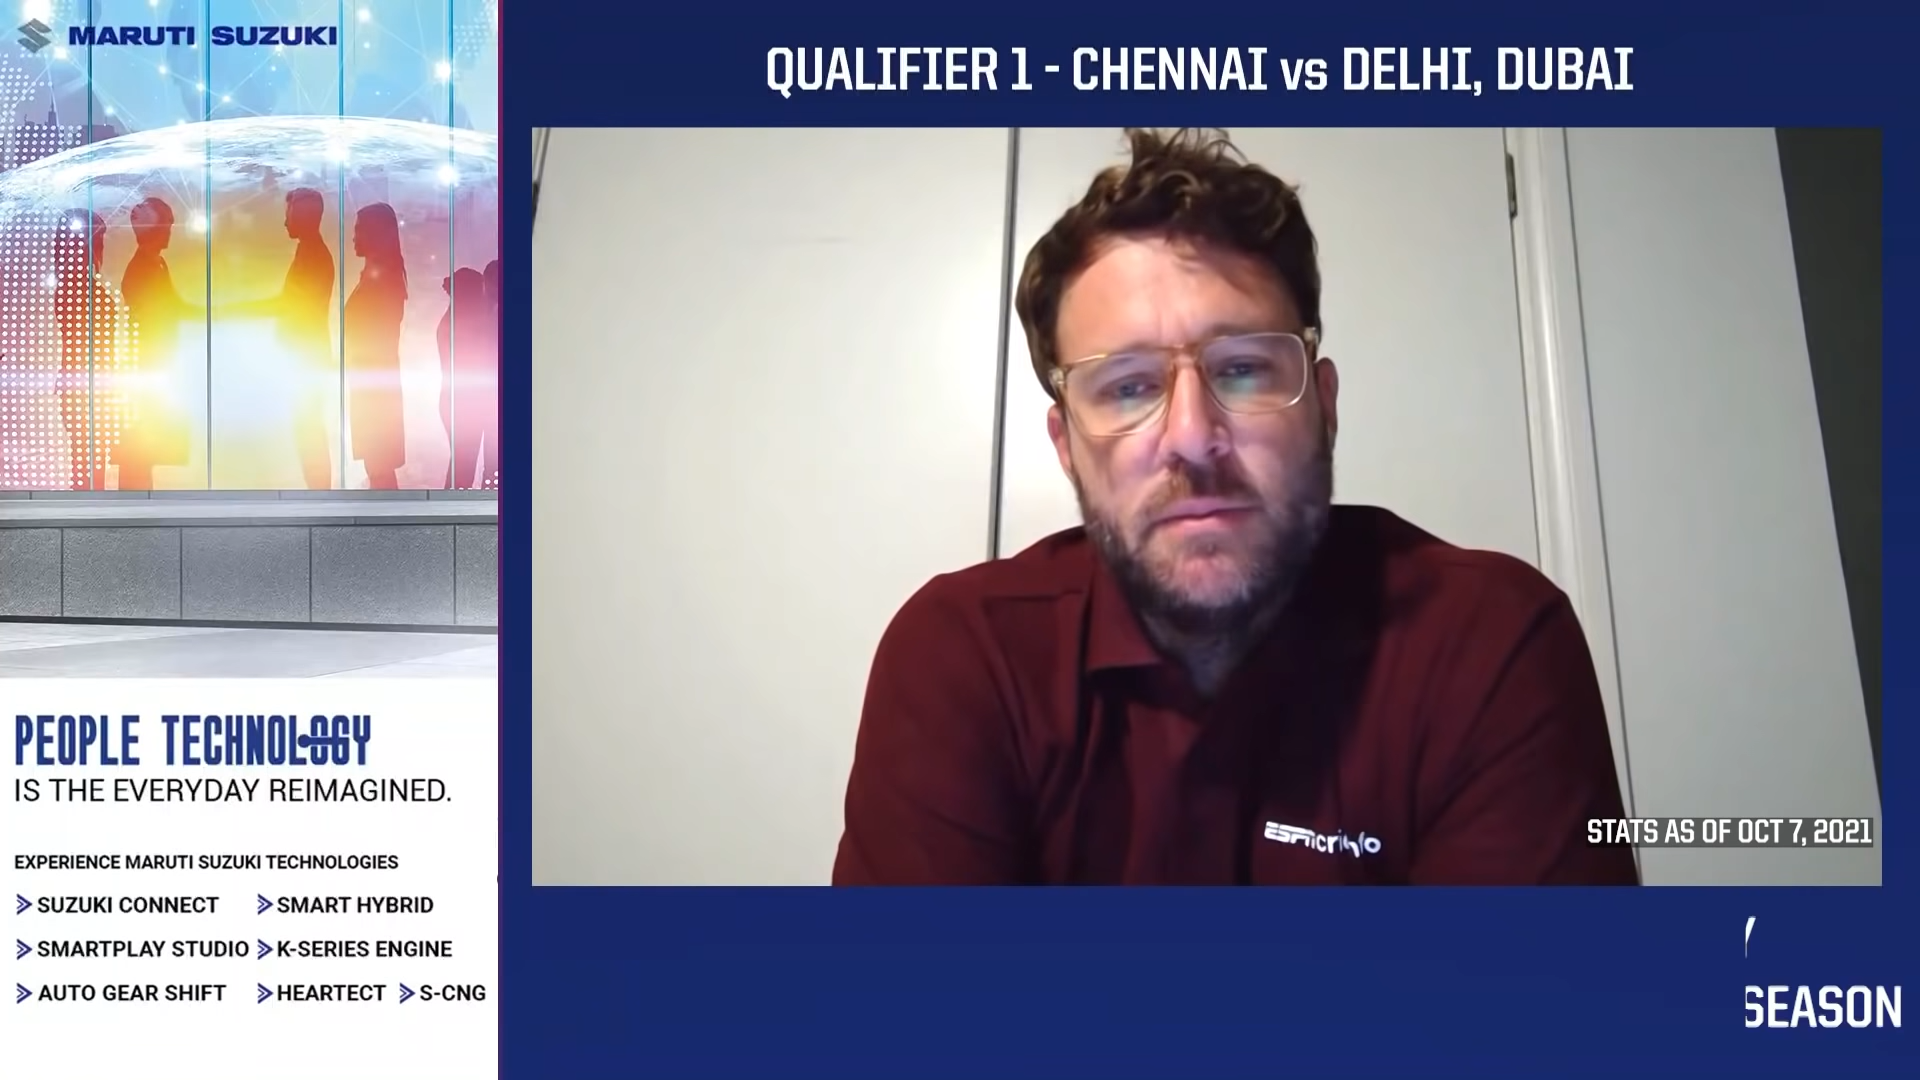 MARUTI SUZUKI
QUALIFIER 1 - CHENNAI vs DELHI, DUBAI
ESPNcricinfo
STATS AS OF OCT 7, 2021
PEOPLE TECHNOLOGY
IS THE EVERYDAY REIMAGINED.
EXPERIENCE MARUTI SUZUKI TECHNOLOGIES
SUZUKI CONNECT
SMART HYBRID
SMARTPLAY STUDIO
K-SERIES ENGINE
AUTO GEAR SHIFT
HEARTECT
S-CNG
SEASON